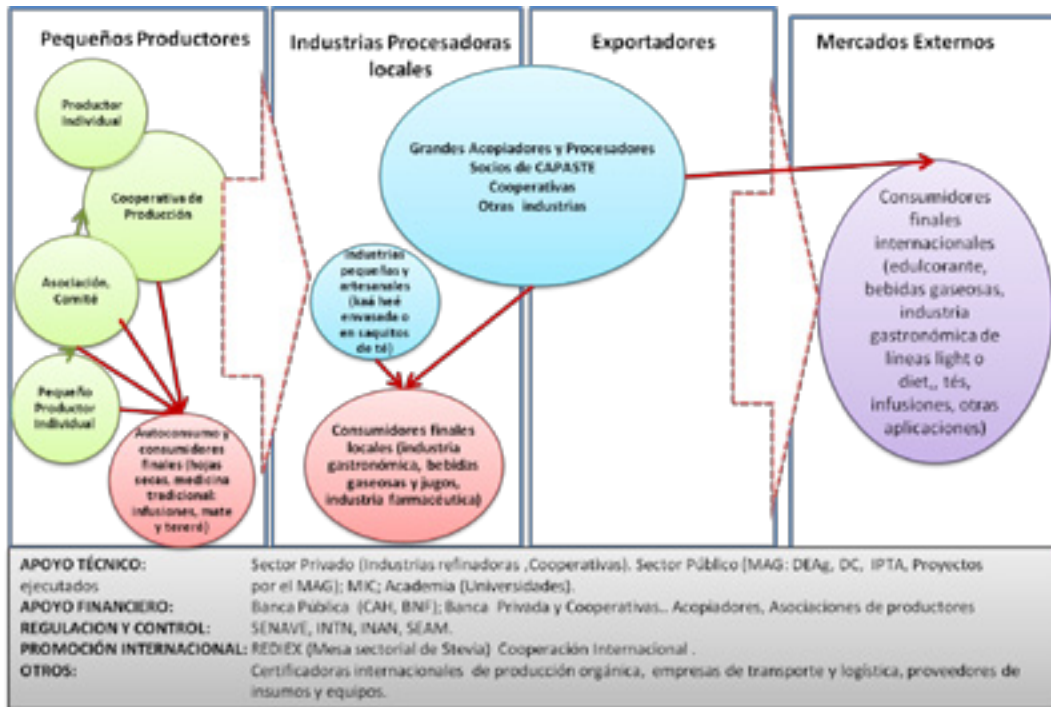 Pequeños Productores
Productor
Individual
Cooperativa de
Producción
Asociación,
Comité
Pequeño
Productor
Individual
Autoconsumo y
consumidores
finales (hojas
secas, medicina
tradicional:
infusiones, mate
y tereré)
Industrias Procesadoras
locales
Exportadores
Grandes Acopiadores y Procesadores
Socios de CAPASTE
Cooperativas
Otras industrias
Industrias
pequeñas y
artesanales
(kaá heé
envasada o
en saquitos
de té)
Consumidores finales
locales (industria
gastronómica, bebidas
gaseosas y jugos,
industria farmacéutica)
Mercados Externos
Consumidores
finales
internacionales
(edulcorante,
bebidas gaseosas,
industria
gastronómica de
líneas light o
diet,, tés,
infusiones, otras
aplicaciones)
APOYO TÉCNICO: Sector Privado (Industrias refinadoras ,Cooperativas). Sector Público (MAG: DEAg, DC, IPTA, Proyectos
ejecutados por el MAG); MIC; Academia (Universidades).
APOYO FINANCIERO: Banca Pública (CAH, BNF); Banca Privada y Cooperativas.. Acopiadores, Asociaciones de productores
REGULACION Y CONTROL: SENAVE, INTN, INAN, SEAM.
PROMOCIÓN INTERNACIONAL: REDIEX (Mesa sectorial de Stevia) Cooperación Internacional .
OTROS: Certificadoras internacionales de producción orgánica, empresas de transporte y logística, proveedores de
insumos y equipos.